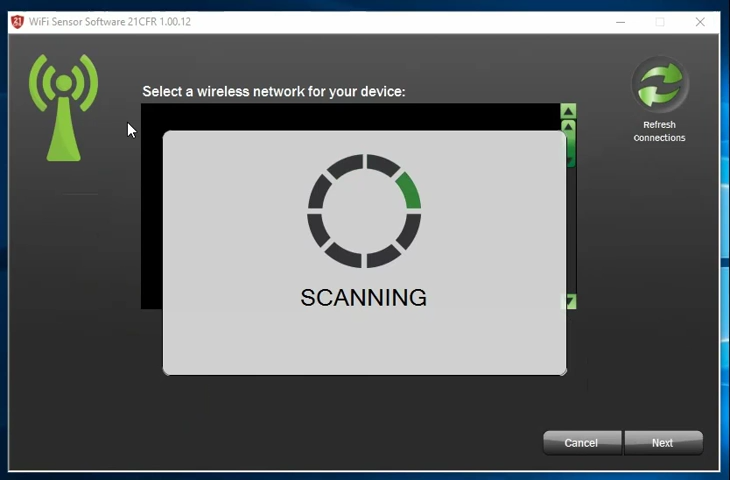 WiFi Sensor Software 21CFR 1.00.12
Select a wireless network for your device:
Refresh
Connections
SCANNING
Cancel
Next